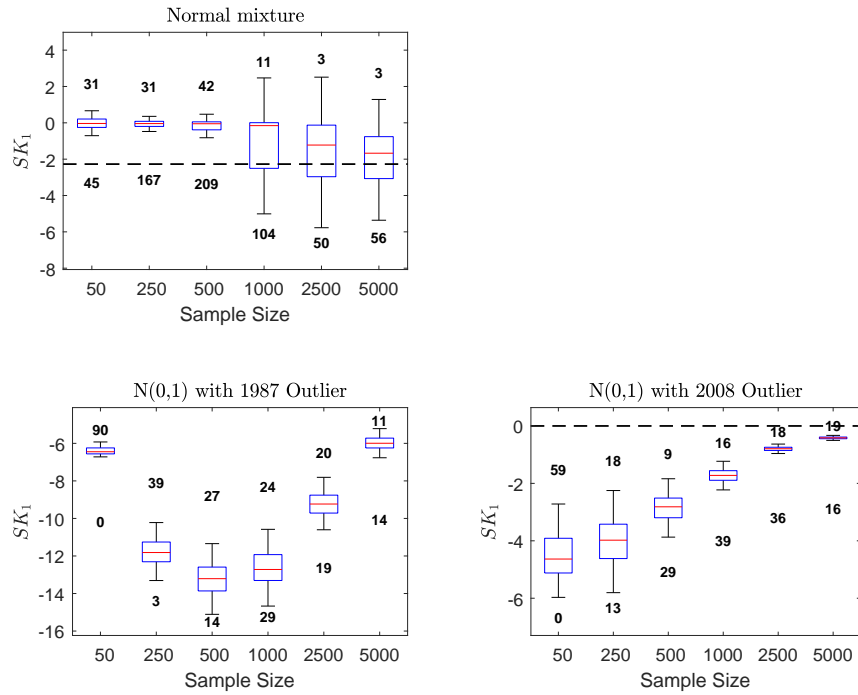 Normal mixture
4
2
0
-2
-4
-6
-8
SK₁
31 31 42 11 3 3
45 167 209 104 50 56
50 250 500 1000 2500 5000
Sample Size
N(0,1) with 1987 Outlier
-6
-8
-10
-12
-14
-16
SK₁
90 39 27 24 20 11
0 3 14 29 19 14
50 250 500 1000 2500 5000
Sample Size
N(0,1) with 2008 Outlier
0
-2
-4
-6
SK₁
59 18 9 16 18 19
0 13 29 39 36 16
50 250 500 1000 2500 5000
Sample Size